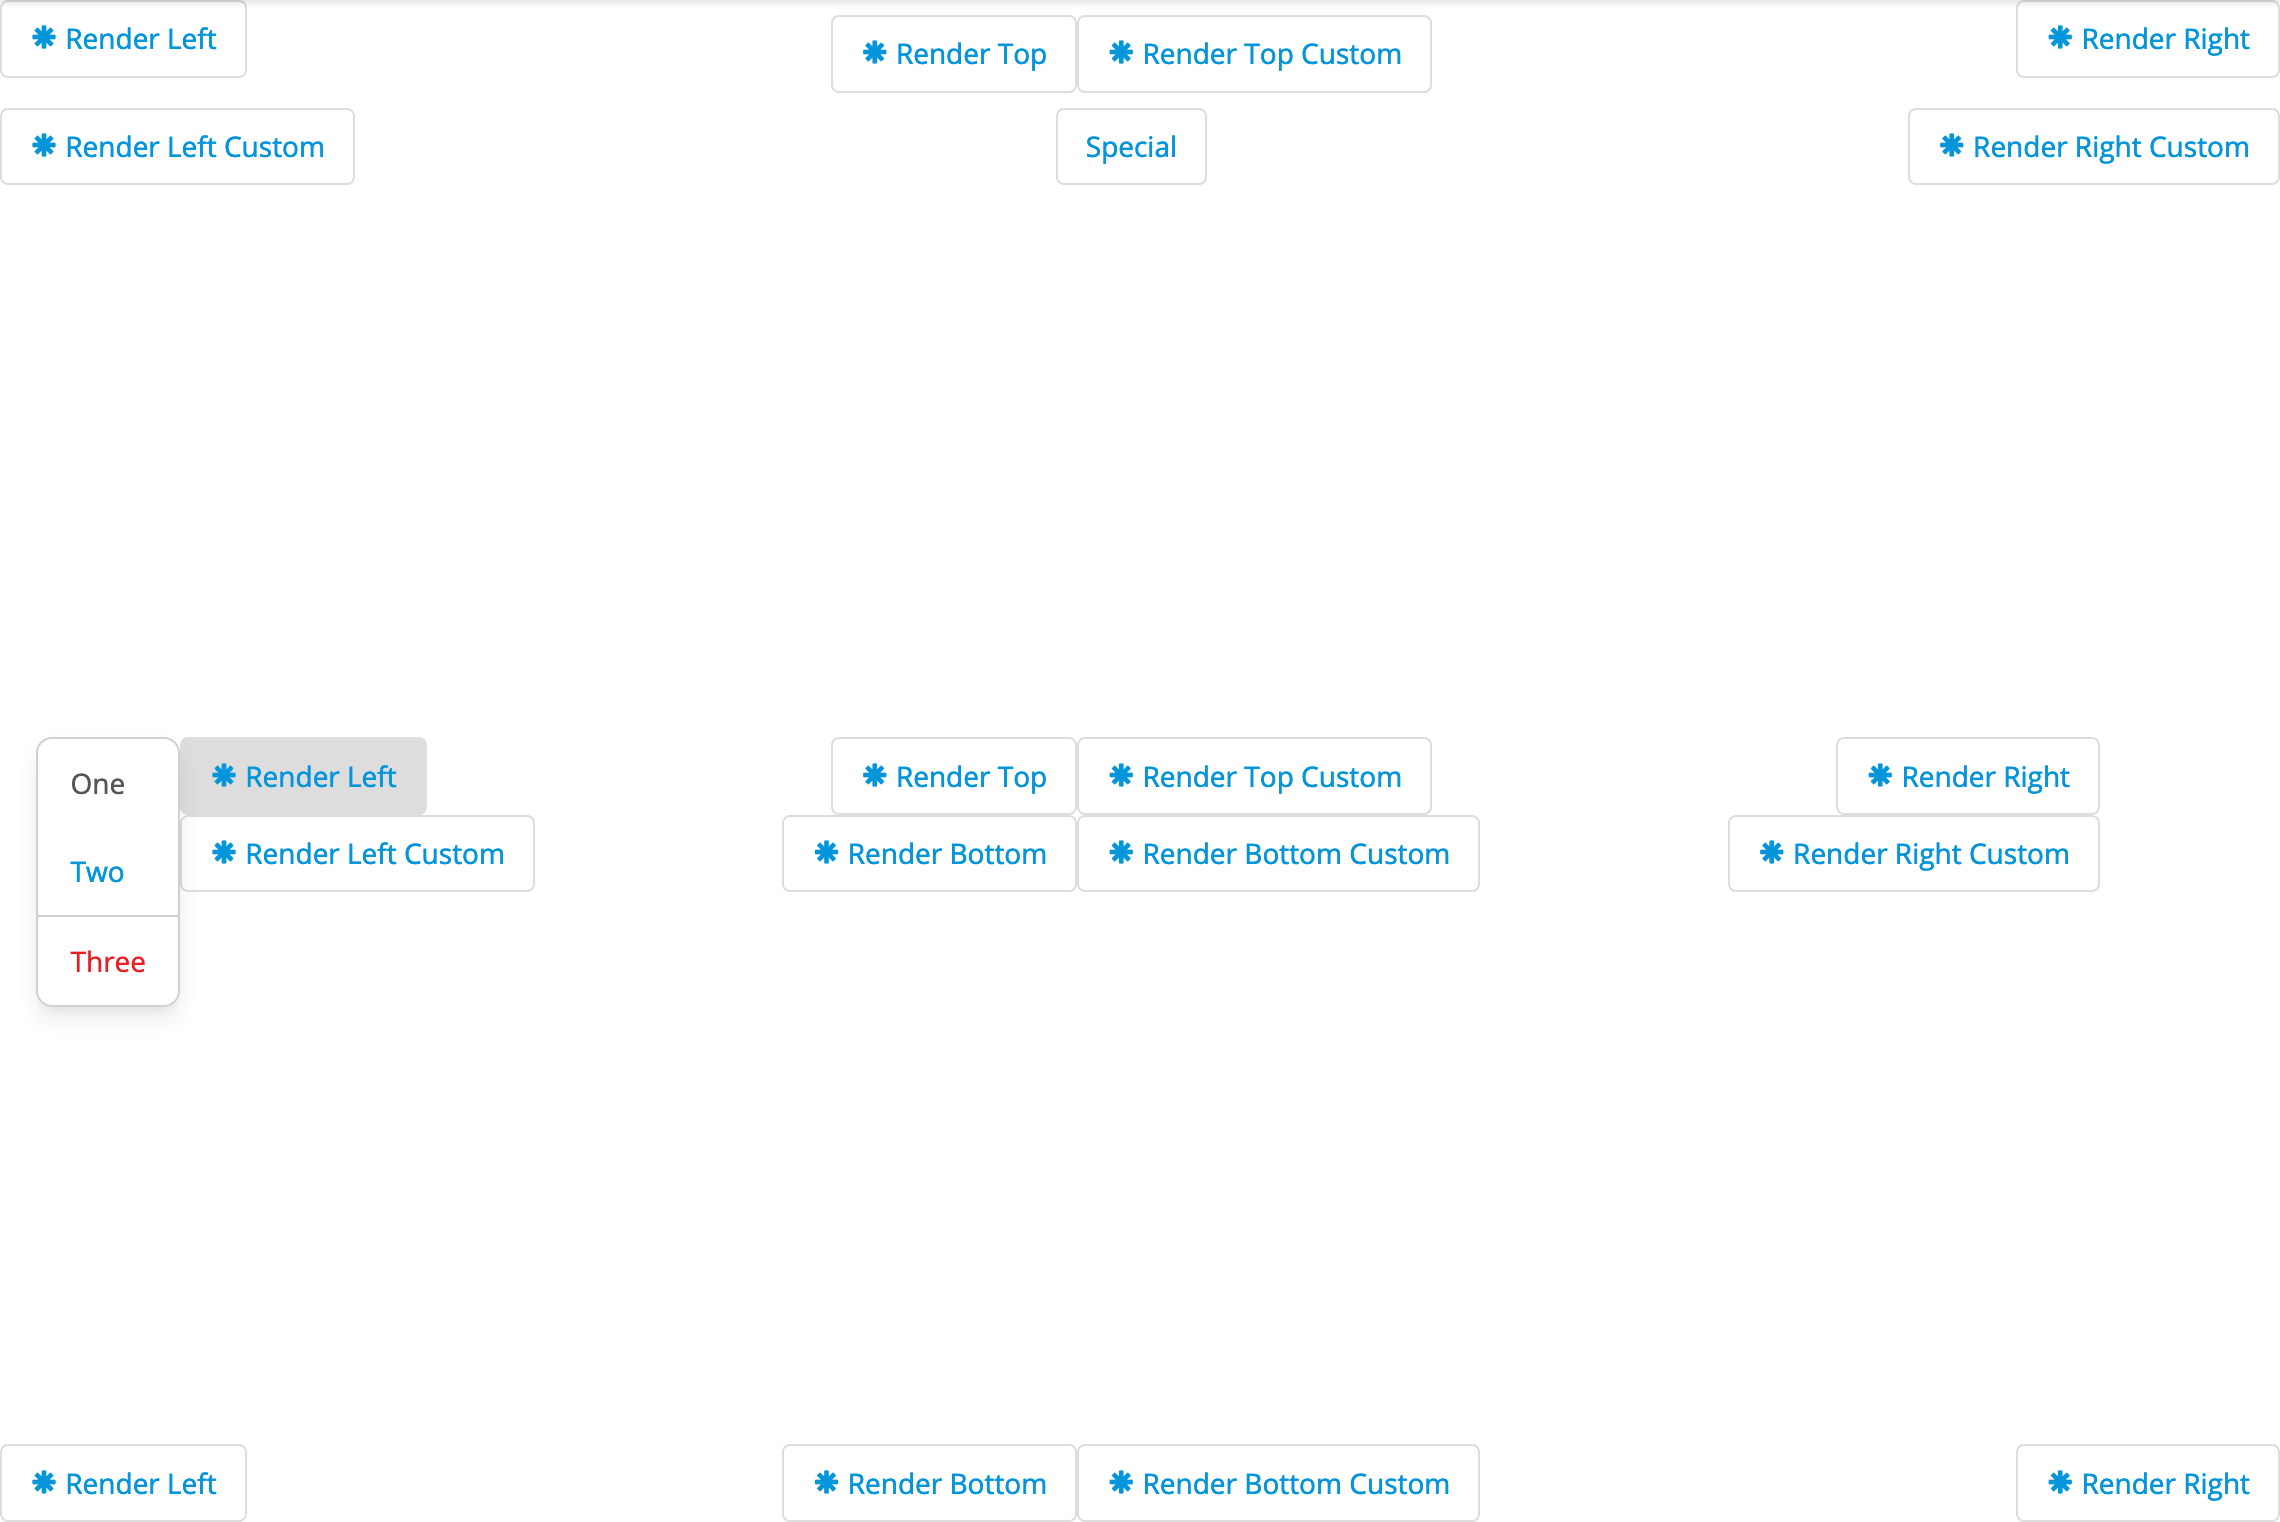 Render Left
Render Top
Render Top Custom
Render Right
Render Left Custom
Special
Render Right Custom
One
Two
Three
Render Left
Render Left Custom
Render Top
Render Top Custom
Render Bottom
Render Bottom Custom
Render Right
Render Right Custom
Render Left
Render Bottom
Render Bottom Custom
Render Right